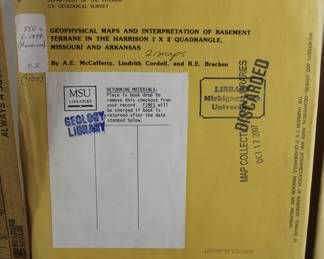 DEPARTMENT OF THE INTERIOR
U.S. GEOLOGICAL SURVEY
GEOPHYSICAL MAPS AND INTERPRETATION OF BASEMENT
TERRANE IN THE HARRISON 1° X 2° QUADRANGLE,
MISSOURI AND ARKANSAS
2 maps
By A.E. McCafferty, Lindrith Cordell, and R.E. Bracken
MSU
LIBRARIES
RETURNING MATERIALS:
Place in book drop to
remove this checkout from
your record. FINES will
be charged if book is
returned after the date
stamped below.
GEOLOGY
LIBRARY
LIBRARY
Michigan
University
MAP COLLECTION
LIBRARIES
DISCARDED
OCT 17 2007
ALWAYS A